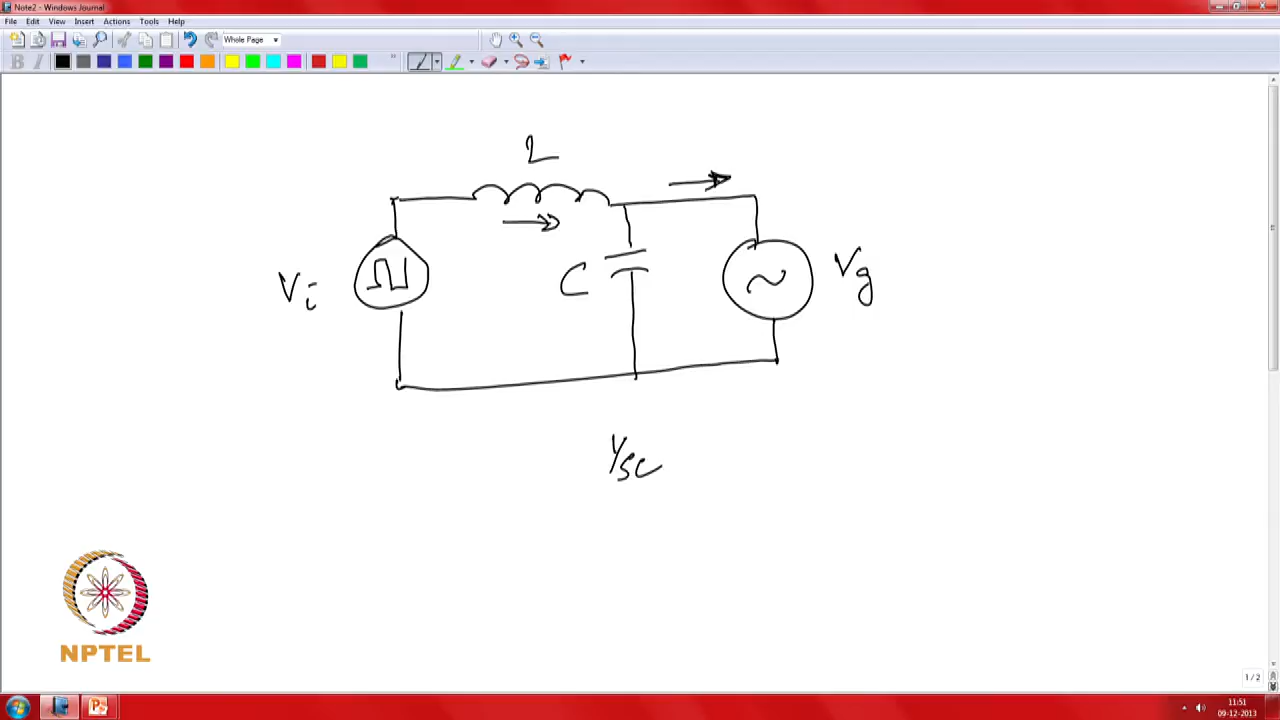 Note2 - Windows Journal
File Edit View Insert Actions Tools Help
Whole Page
B I
L
Vi
C
Vg
1/sc
NPTEL
1 / 2
11:51
09-12-2013